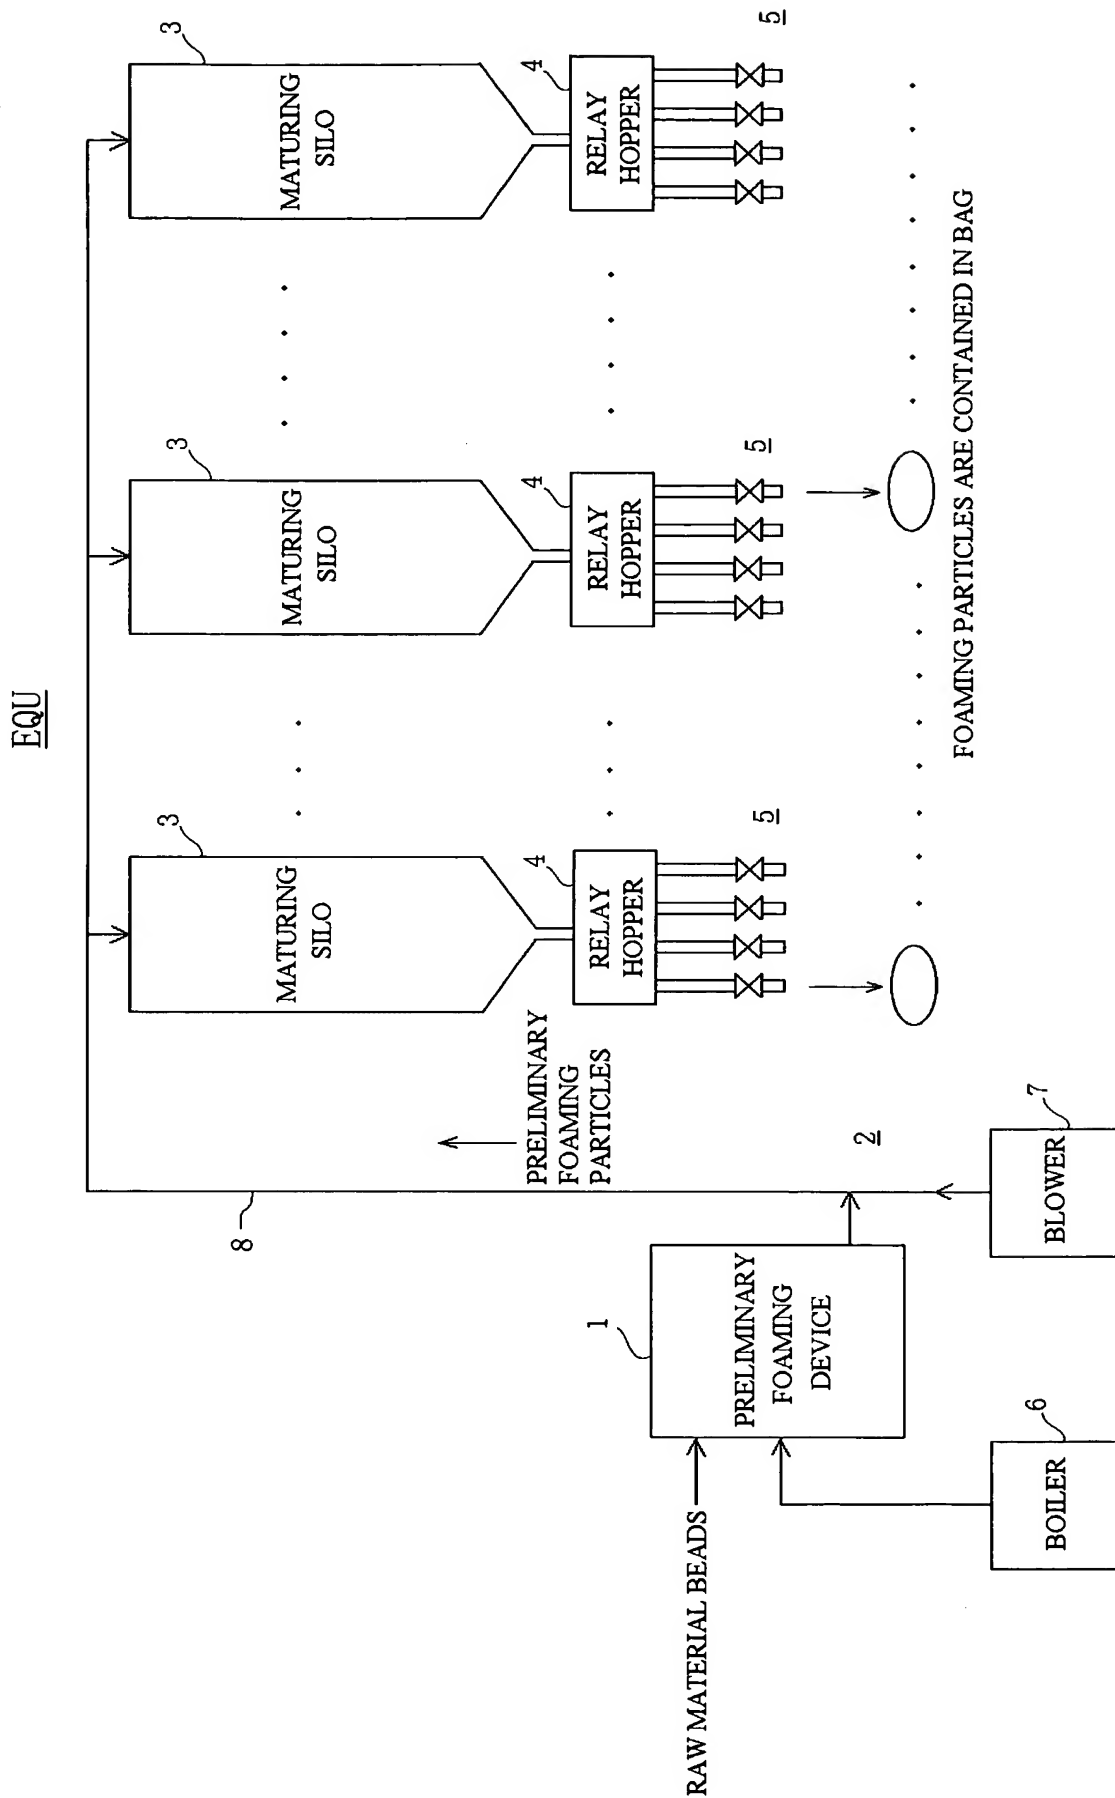 EQU
3
3
3
MATURING
SILO
MATURING
SILO
MATURING
SILO
4
4
4
RELAY
HOPPER
RELAY
HOPPER
RELAY
HOPPER
5
5
5
8
PRELIMINARY
FOAMING
PARTICLES
FOAMING PARTICLES ARE CONTAINED IN BAG
1
2
RAW MATERIAL BEADS
PRELIMINARY
FOAMING
DEVICE
6
BOILER
7
BLOWER